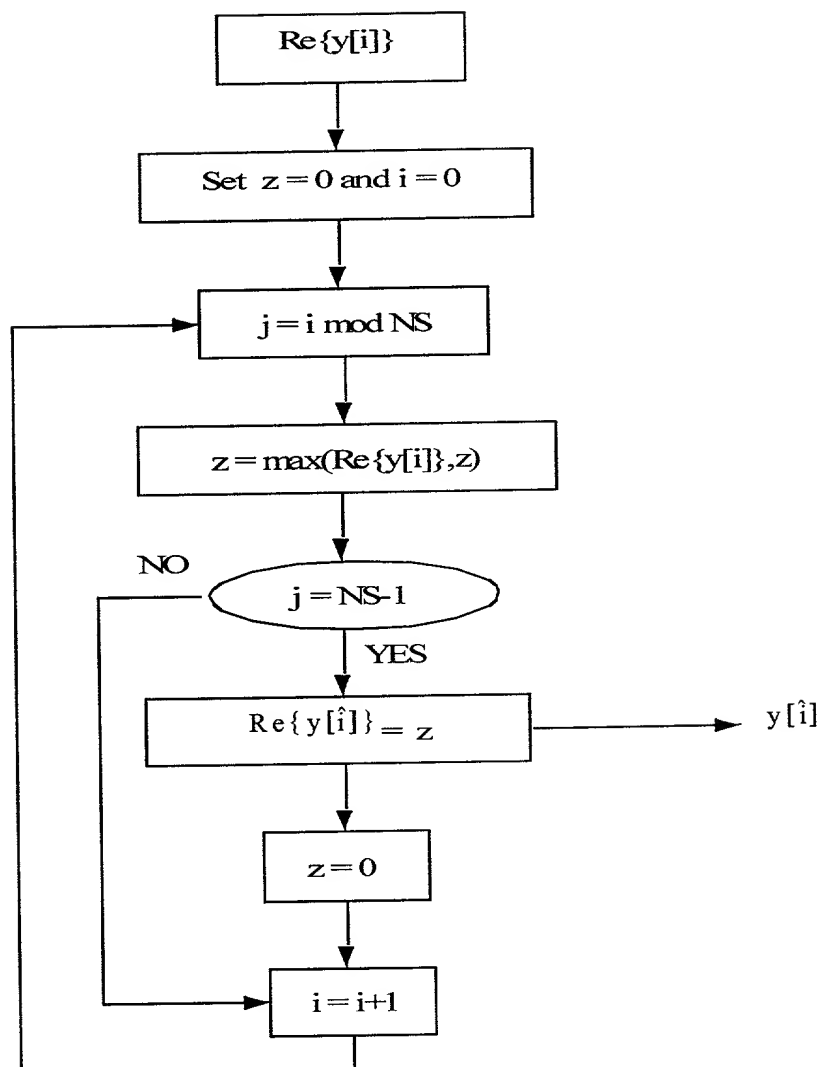 Re{y[i]}
Set z = 0 and i = 0
j = i mod NS
z = max(Re{y[i]},z)
NO
j = NS-1
YES
Re{y[î]} = z
y[î]
z = 0
i = i+1